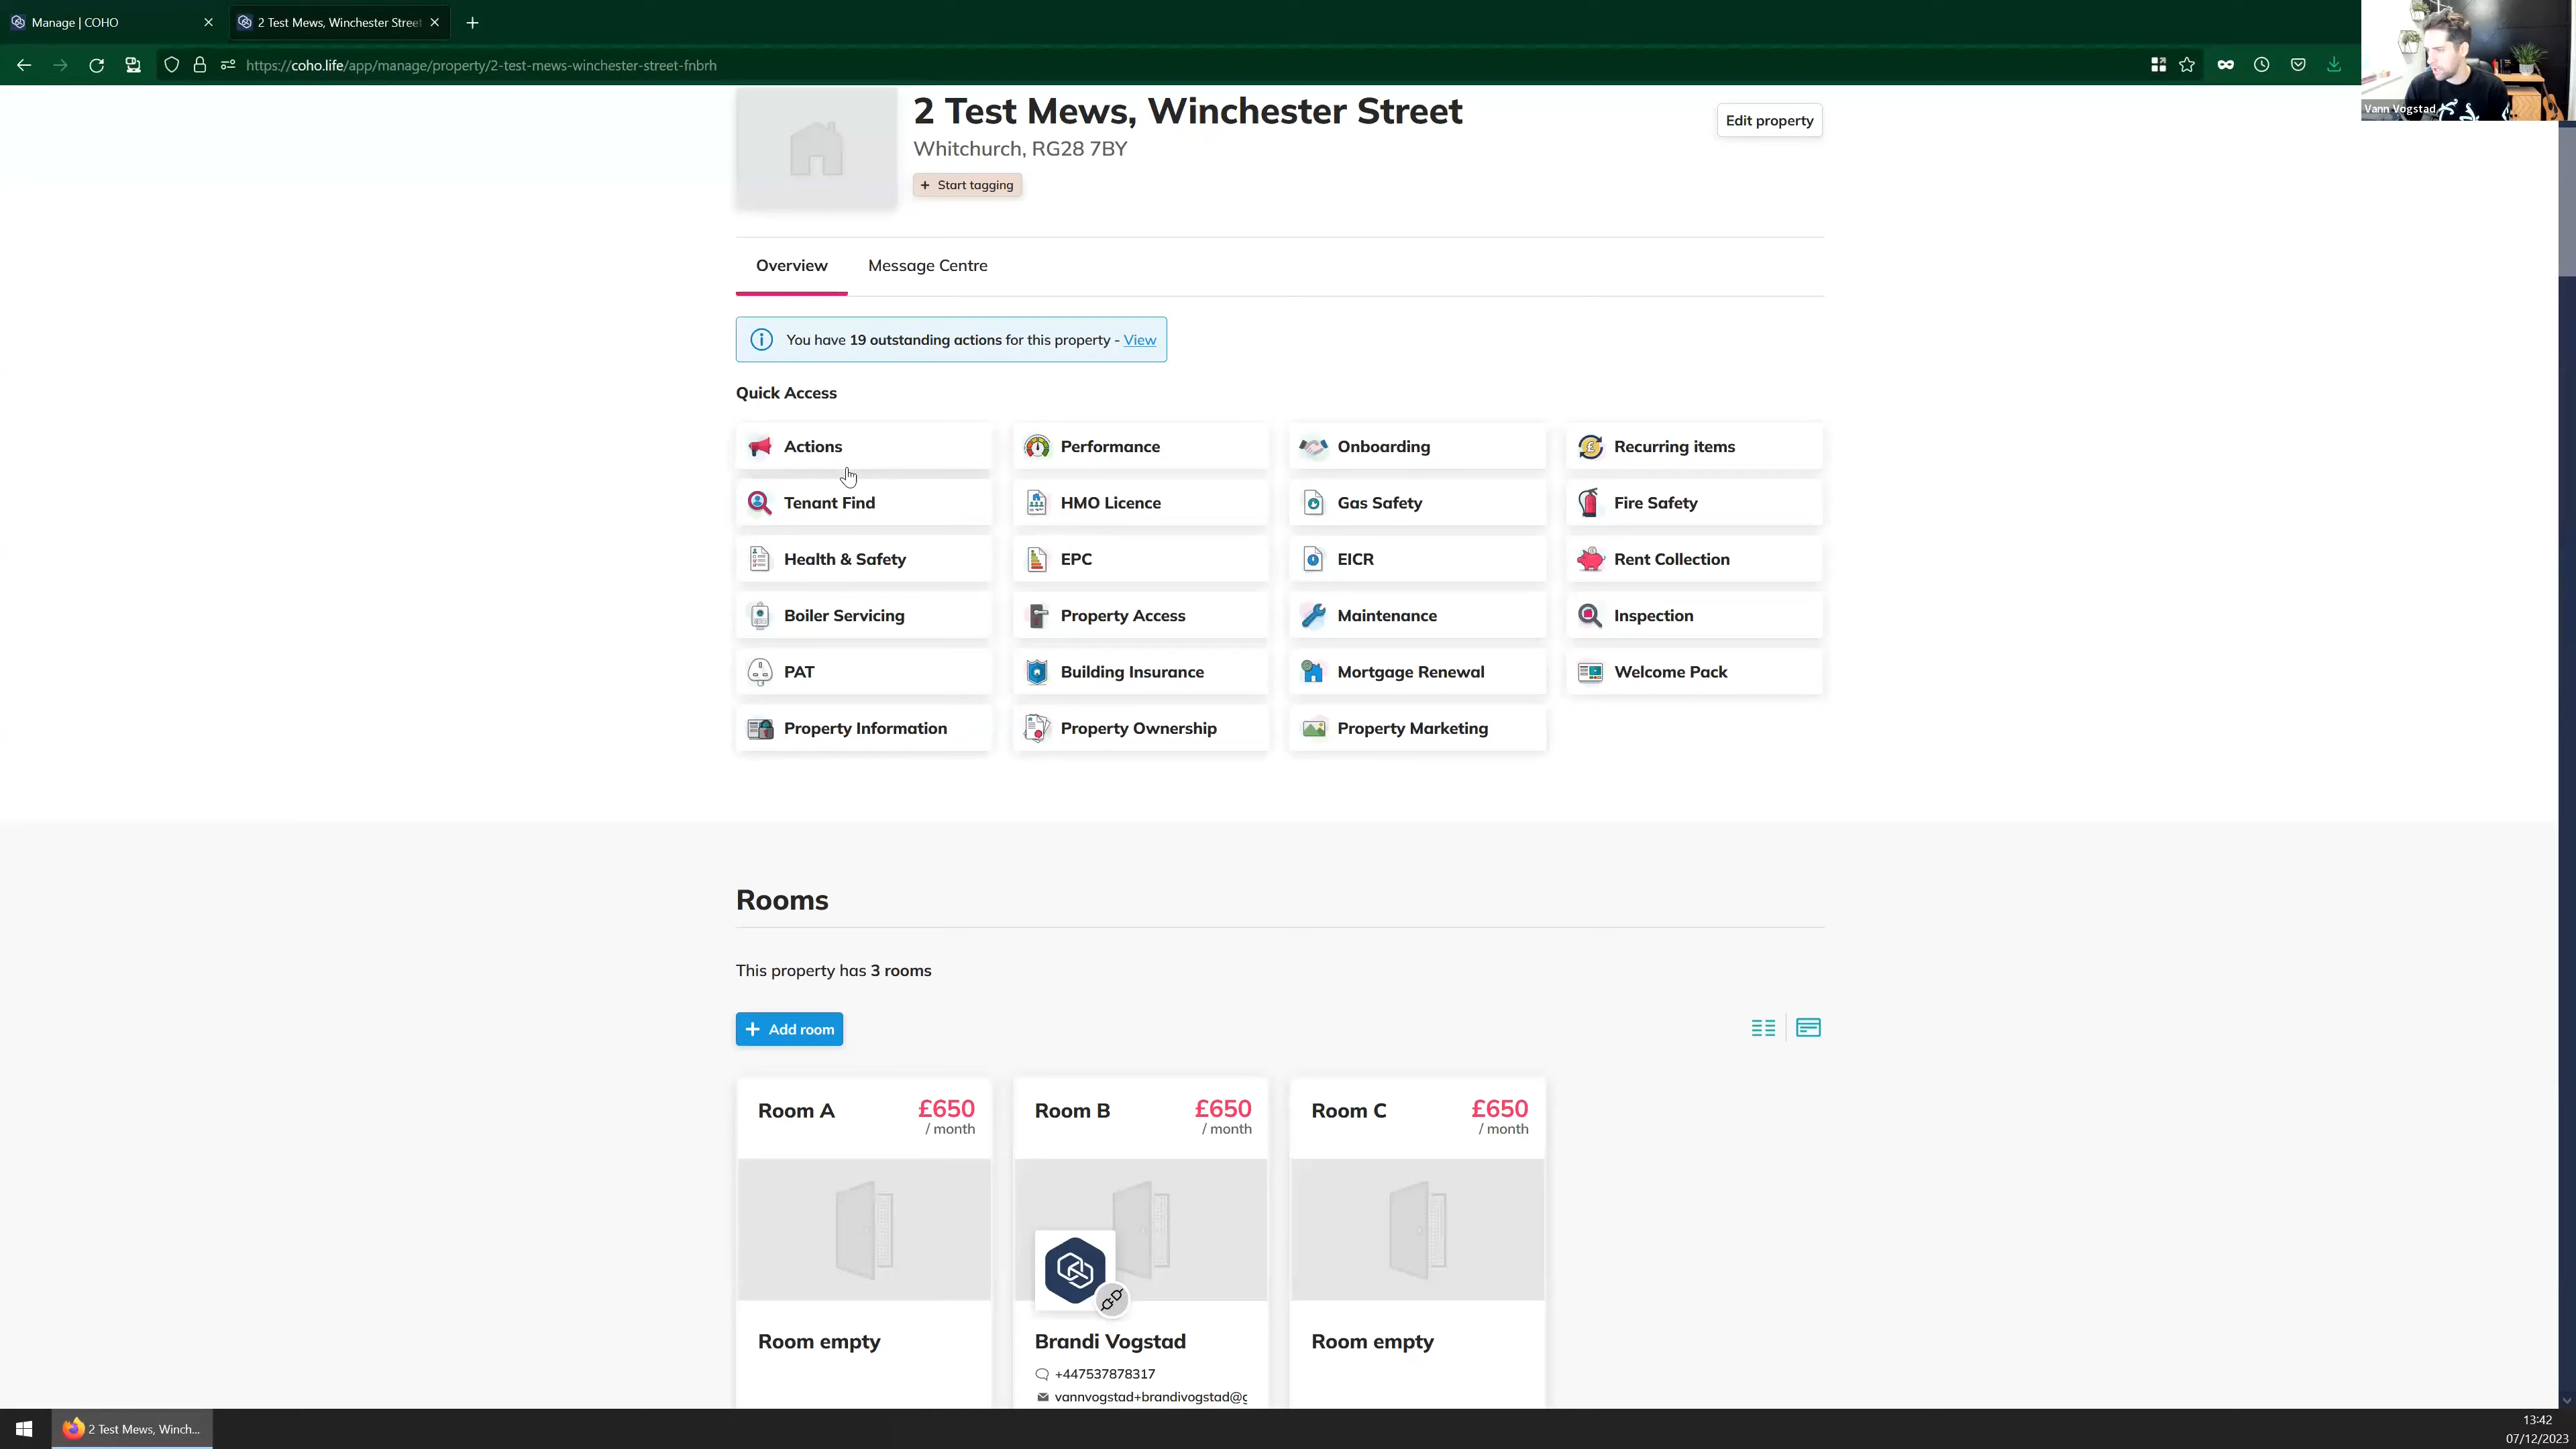 Manage | COHO
2 Test Mews, Winchester Street
https://coho.life/app/manage/property/2-test-mews-winchester-street-fnbrh
Vann Vogstad
2 Test Mews, Winchester Street
Edit property
Whitchurch, RG28 7BY
+ Start tagging
Overview
Message Centre
You have 19 outstanding actions for this property - View
Quick Access
Actions
Performance
Onboarding
Recurring items
Tenant Find
HMO Licence
Gas Safety
Fire Safety
Health & Safety
EPC
EICR
Rent Collection
Boiler Servicing
Property Access
Maintenance
Inspection
PAT
Building Insurance
Mortgage Renewal
Welcome Pack
Property Information
Property Ownership
Property Marketing
Rooms
This property has 3 rooms
+ Add room
Room A £650
/ month
Room B £650
/ month
Room C £650
/ month
Room empty
Brandi Vogstad
Room empty
+447537878317
vannvogstad+brandivogstad@g
2 Test Mews, Winch...
13:42
07/12/2023